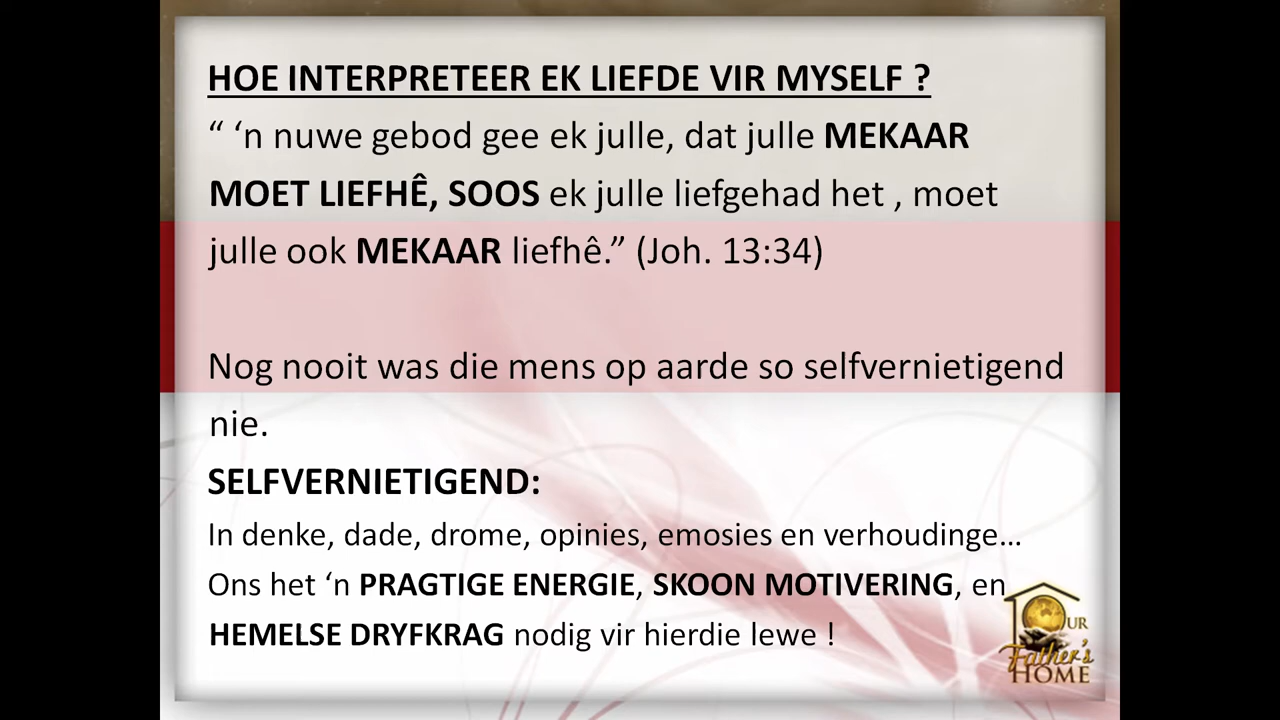 HOE INTERPRETEER EK LIEFDE VIR MYSELF ?
“ ‘n nuwe gebod gee ek julle, dat julle MEKAAR
MOET LIEFHÊ, SOOS ek julle liefgehad het , moet
julle ook MEKAAR liefhê.” (Joh. 13:34)
Nog nooit was die mens op aarde so selfvernietigend
nie.
SELFVERNIETIGEND:
In denke, dade, drome, opinies, emosies en verhoudinge…
Ons het ‘n PRAGTIGE ENERGIE, SKOON MOTIVERING, en
HEMELSE DRYFKRAG nodig vir hierdie lewe !
OUR
Father's
HOME